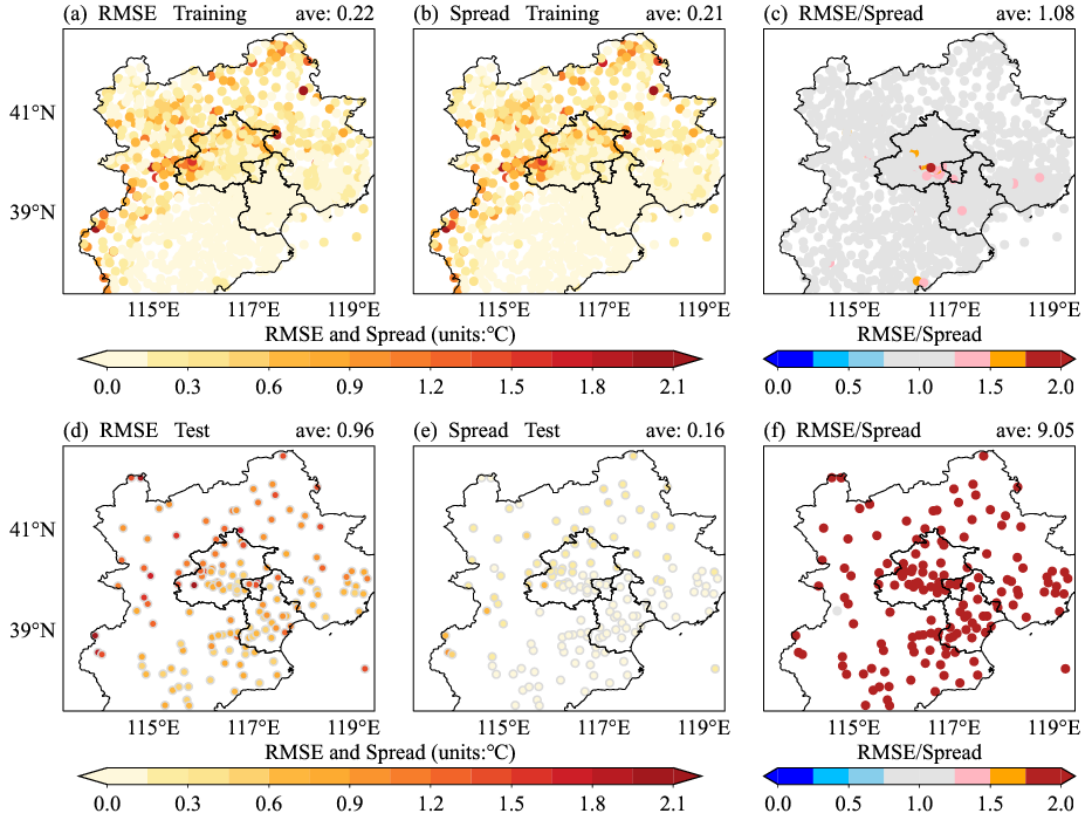 (a) RMSE Training ave: 0.22
(b) Spread Training ave: 0.21
(c) RMSE/Spread ave: 1.08
41°N
39°N
115°E 117°E 119°E
115°E 117°E 119°E
115°E 117°E 119°E
RMSE and Spread (units:℃)
0.0 0.3 0.6 0.9 1.2 1.5 1.8 2.1
RMSE/Spread
0.0 0.5 1.0 1.5 2.0
(d) RMSE Test ave: 0.96
(e) Spread Test ave: 0.16
(f) RMSE/Spread ave: 9.05
41°N
39°N
115°E 117°E 119°E
115°E 117°E 119°E
115°E 117°E 119°E
RMSE and Spread (units:℃)
0.0 0.3 0.6 0.9 1.2 1.5 1.8 2.1
RMSE/Spread
0.0 0.5 1.0 1.5 2.0